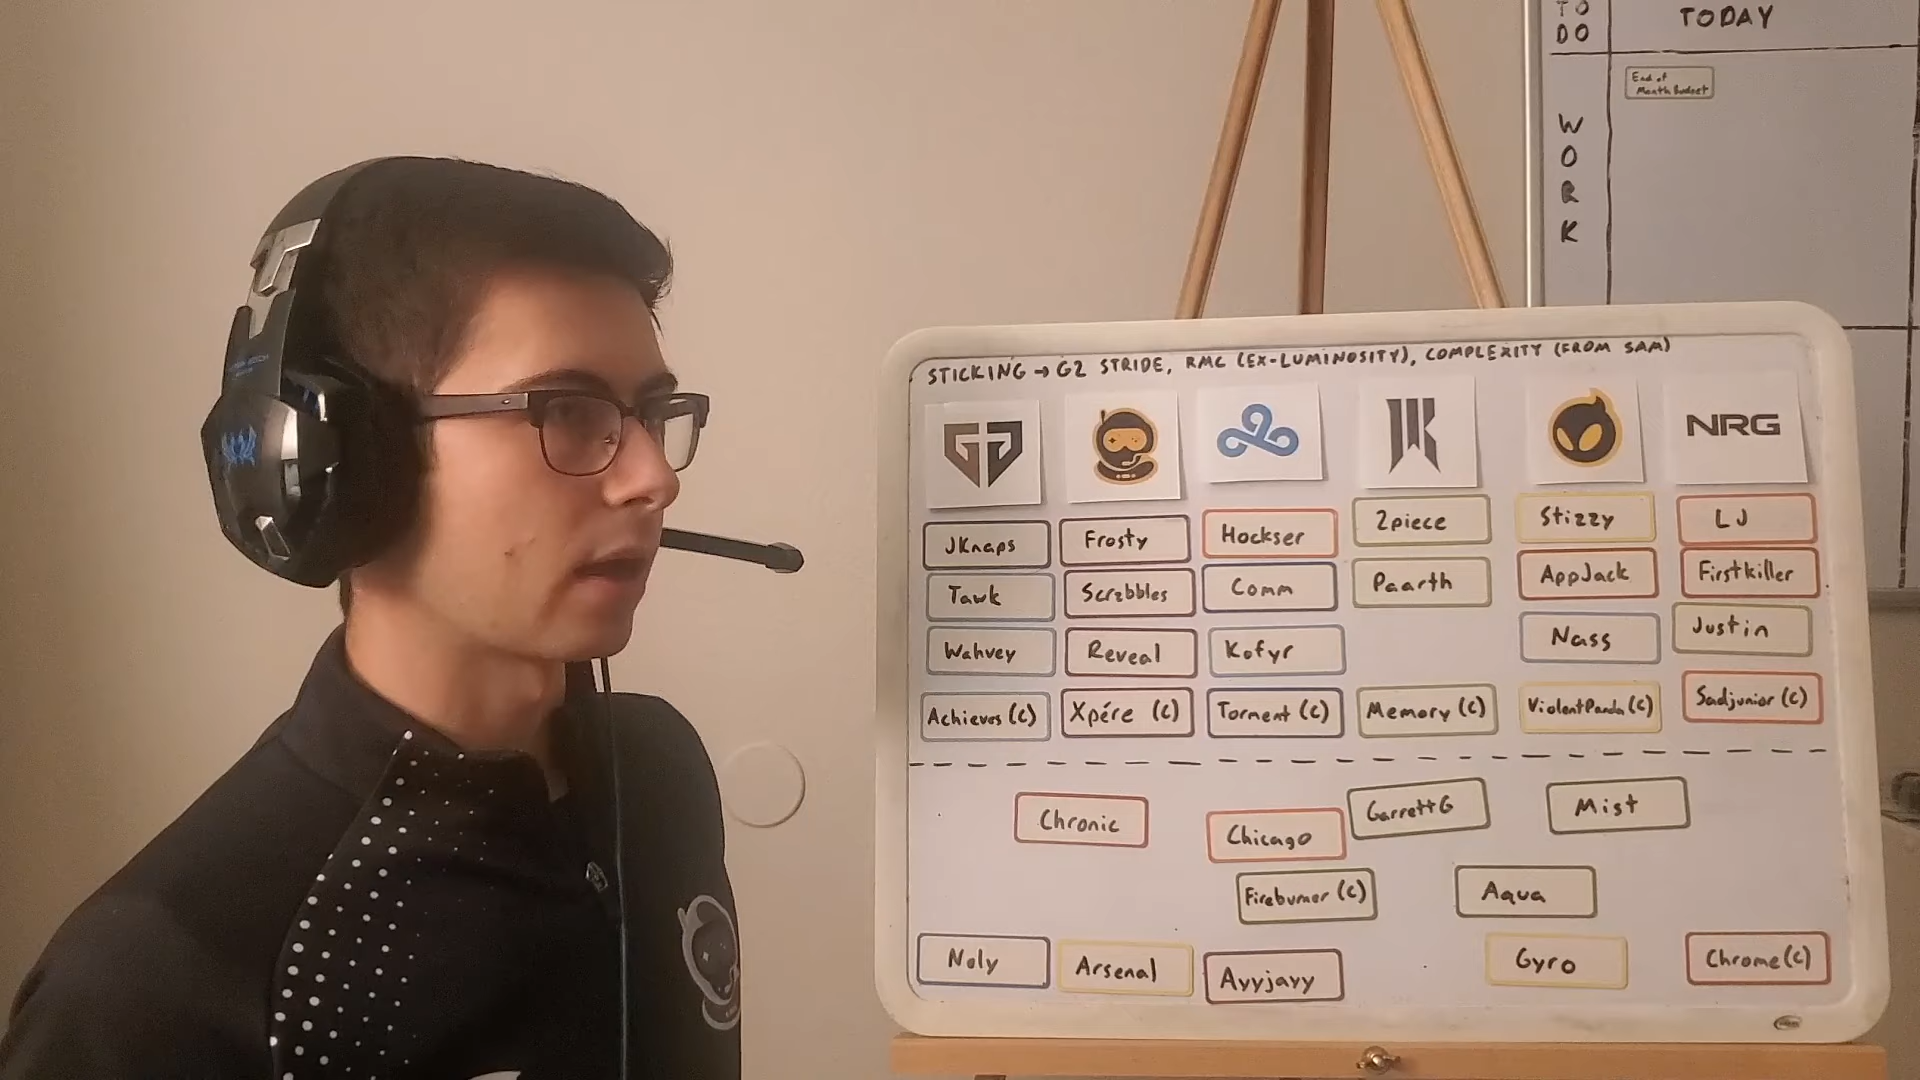 TO
DO
TODAY
End of
Month Budget
W
O
R
K
STICKING → G2 STRIDE, RMC (EX-LUMINOSITY), COMPLEXITY (FROM SAM)
NRG
JKnaps
Frosty
Hockser
2piece
Stizzy
LJ
Tawk
Scrabbles
Comm
Paarth
AppJack
Firstkiller
Wahvey
Reveal
Kofyr
Nass
Justin
Achieves (C)
Xpére (C)
Torment (C)
Memory (C)
ViolentPanda (C)
Sadjunior (C)
Chronic
Chicago
GarrettG
Mist
Fireburner (C)
Aqua
Noly
Arsenal
Ayyjayy
Gyro
Chrome (C)